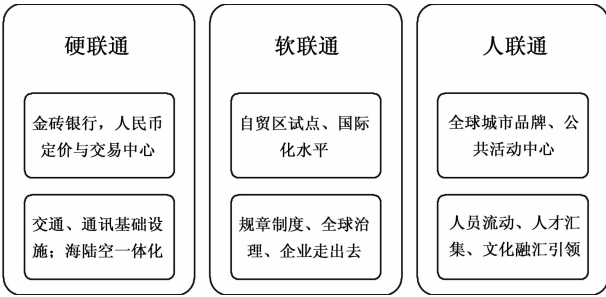 硬联通
金砖银行，人民币
定价与交易中心
交通、通讯基础设
施；海陆空一体化
软联通
自贸区试点、国际
化水平
规章制度、全球治
理、企业走出去
人联通
全球城市品牌、公
共活动中心
人员流动、人才汇
集、文化融汇引领